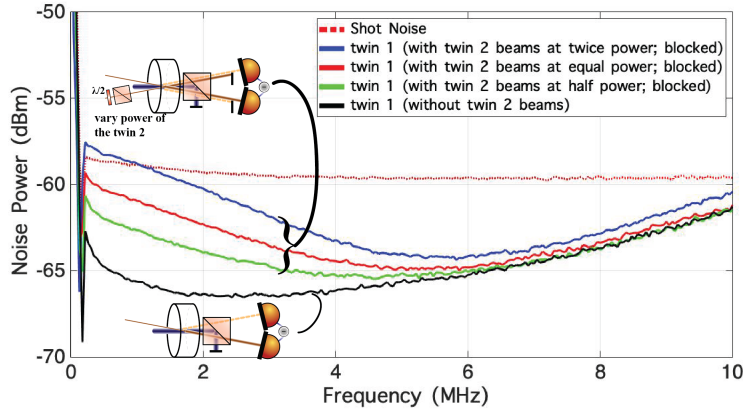 -50
-55
-60
-65
-70
Noise Power (dBm)
Shot Noise
twin 1 (with twin 2 beams at twice power; blocked)
twin 1 (with twin 2 beams at equal power; blocked)
twin 1 (with twin 2 beams at half power; blocked)
twin 1 (without twin 2 beams)
λ/2
vary power of
the twin 2
0 2 4 6 8 10
Frequency (MHz)